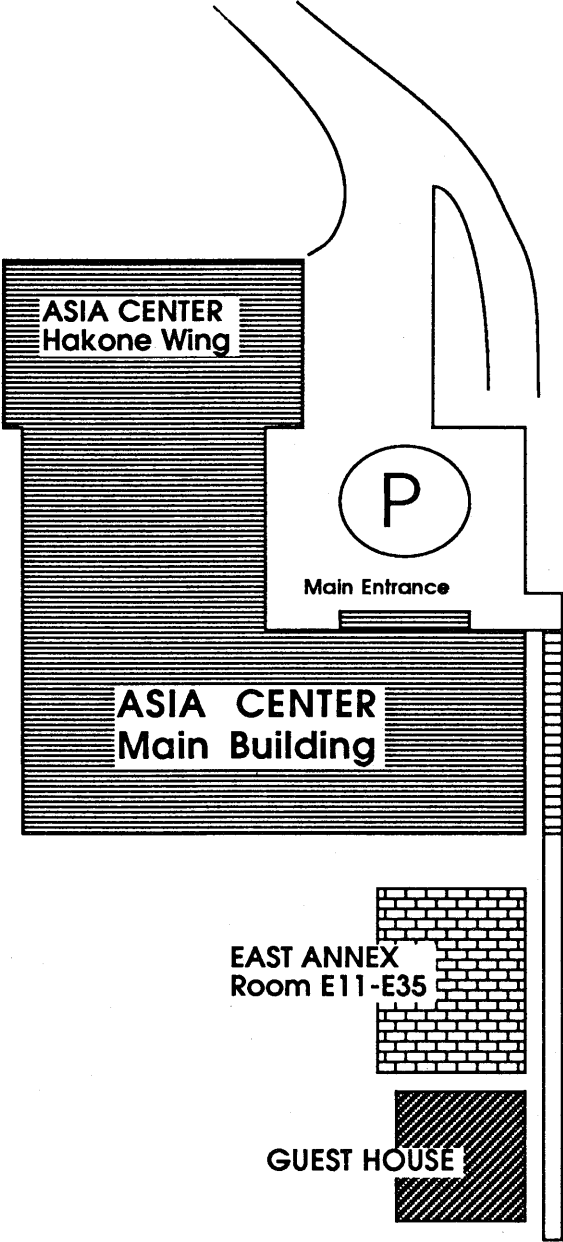 ASIA CENTER
Hakone Wing
P
Main Entrance
ASIA CENTER
Main Building
EAST ANNEX
Room E11-E35
GUEST HOUSE